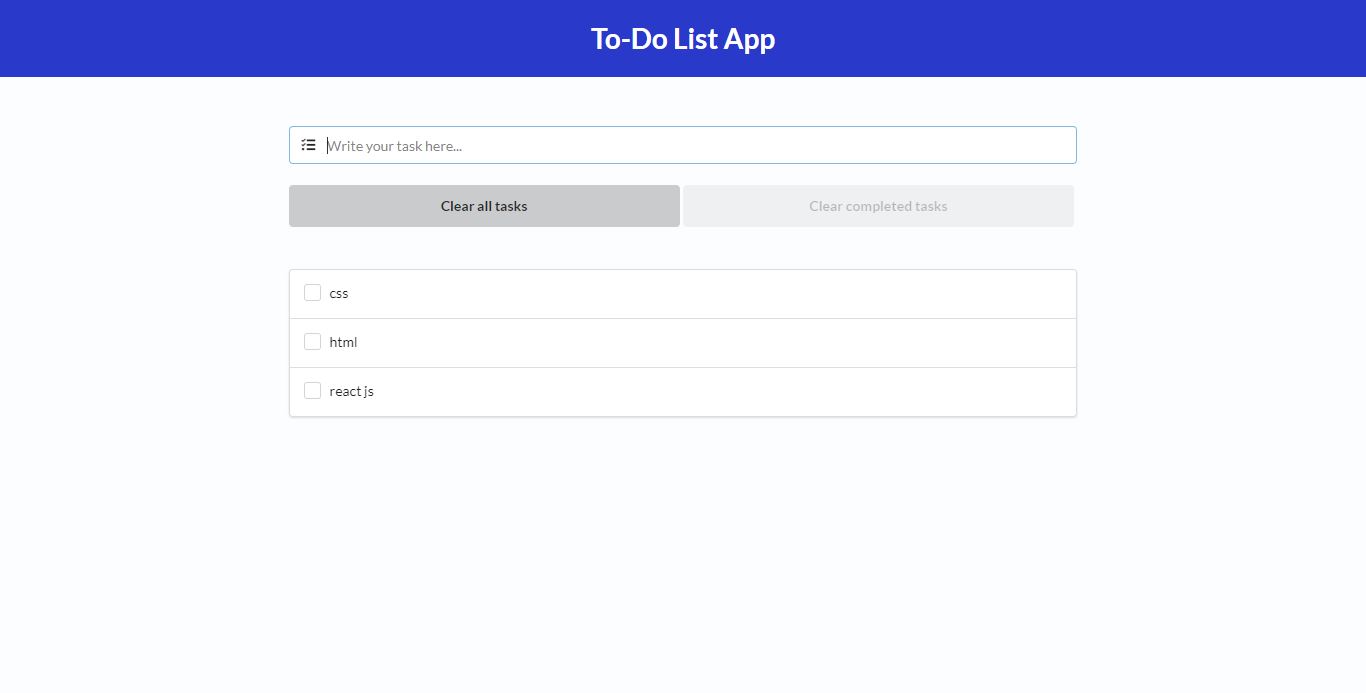 To-Do List App
Write your task here...
Clear all tasks
Clear completed tasks
css
html
react js